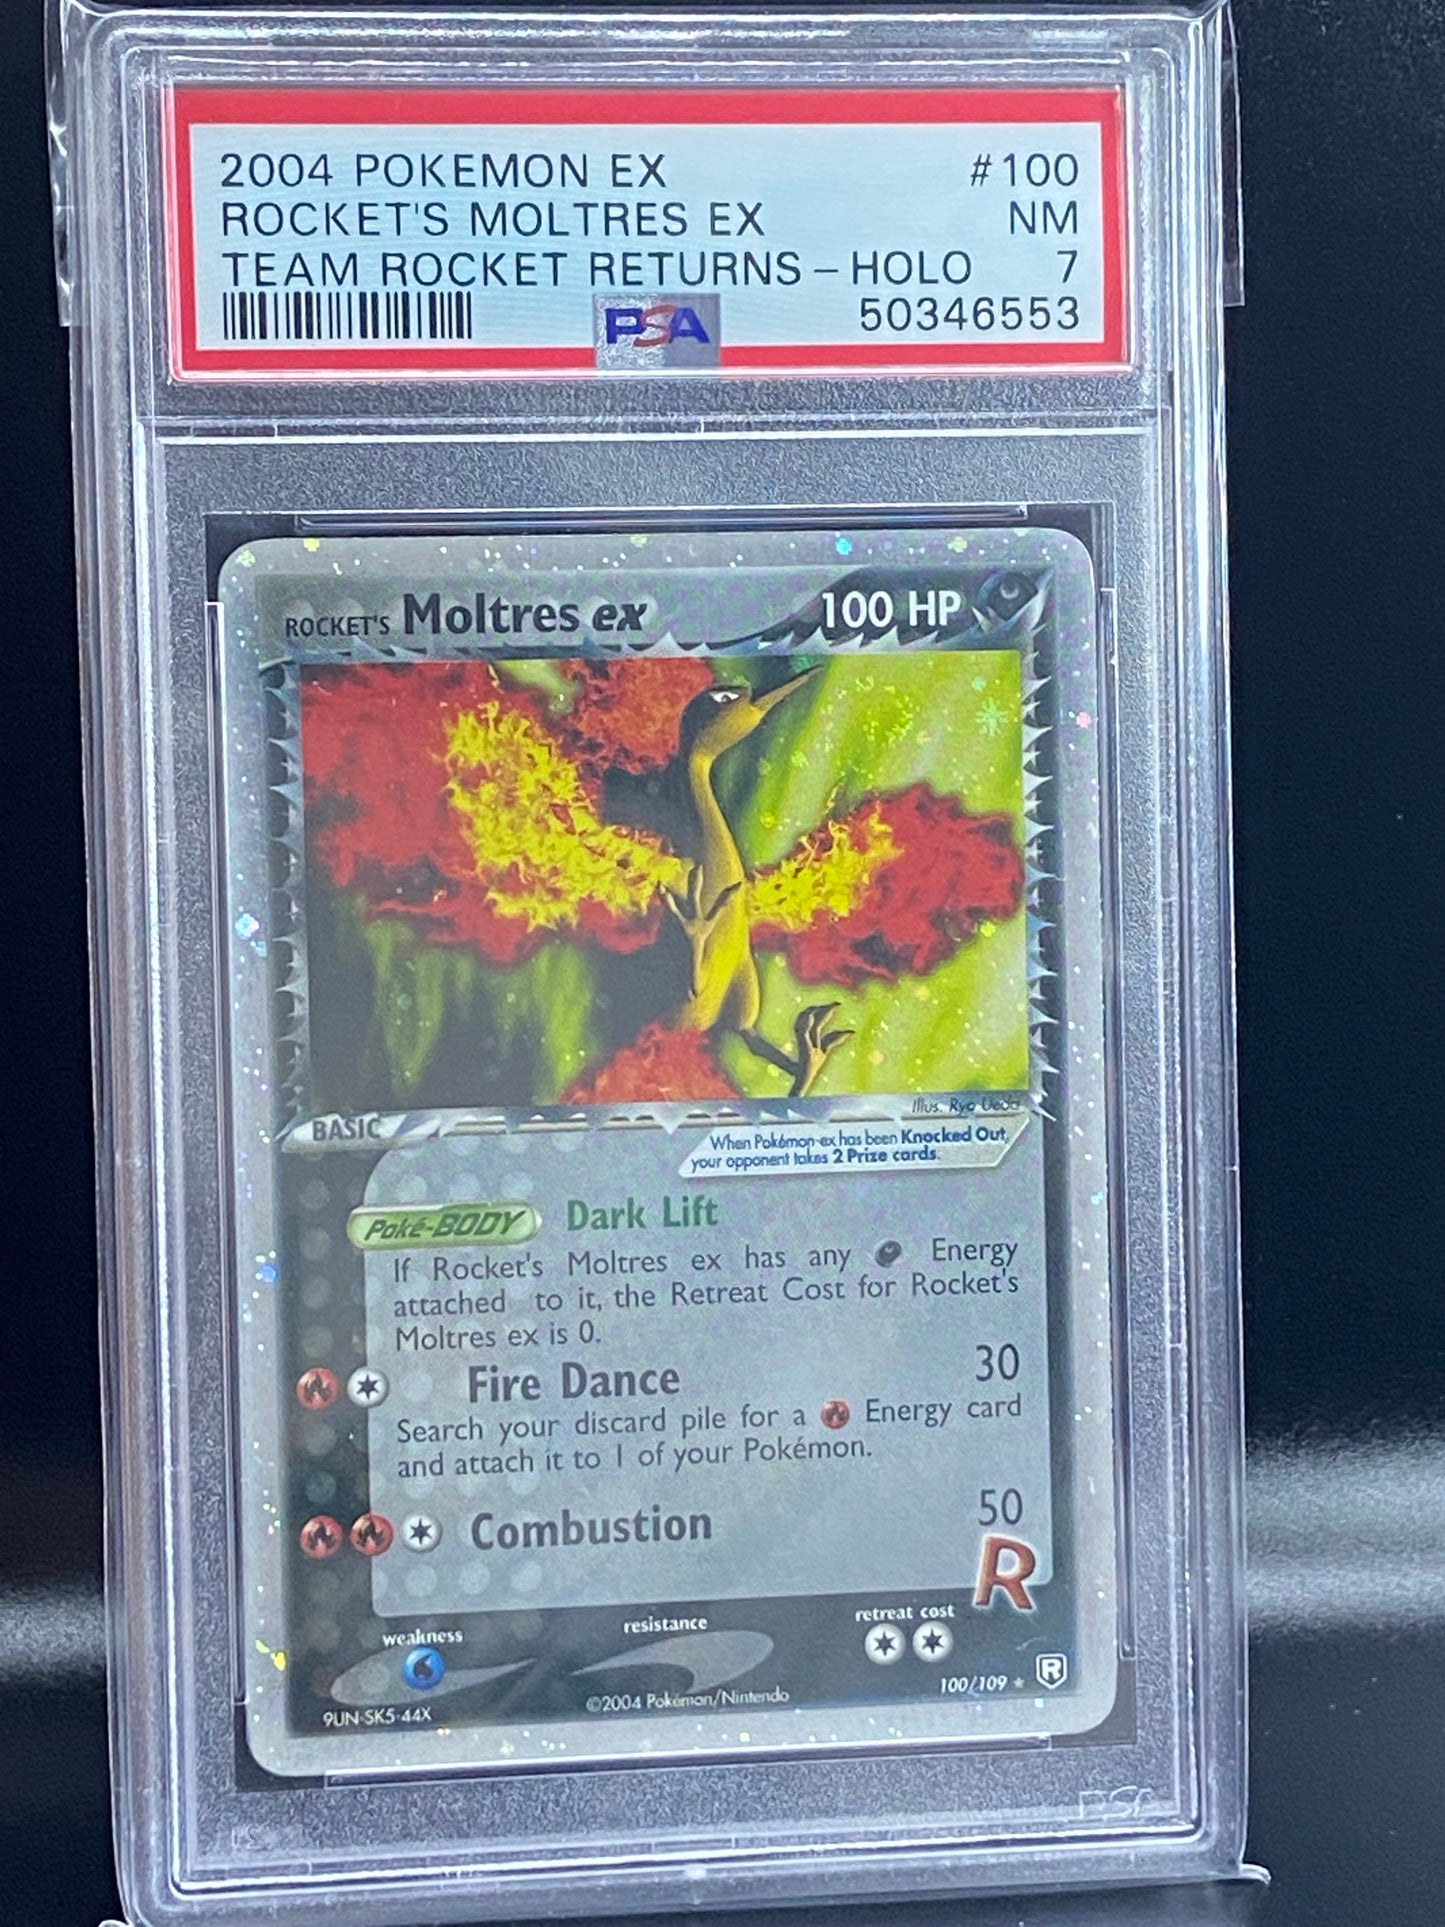 2004 POKEMON EX #100
ROCKET'S MOLTRES EX NM
TEAM ROCKET RETURNS - HOLO 7
PSA 50346553
ROCKET'S Moltres ex 100 HP
BASIC
Illus. Ryo Ueda
When Pokémon-ex has been Knocked Out,
your opponent takes 2 Prize cards.
Poké-BODY Dark Lift
If Rocket's Moltres ex has any Energy
attached to it, the Retreat Cost for Rocket's
Moltres ex is 0.
Fire Dance 30
Search your discard pile for a Energy card
and attach it to 1 of your Pokémon.
Combustion 50
R
weakness resistance retreat cost
9UN-SK5-44X ©2004 Pokémon/Nintendo 100/109 ★ R
PSA